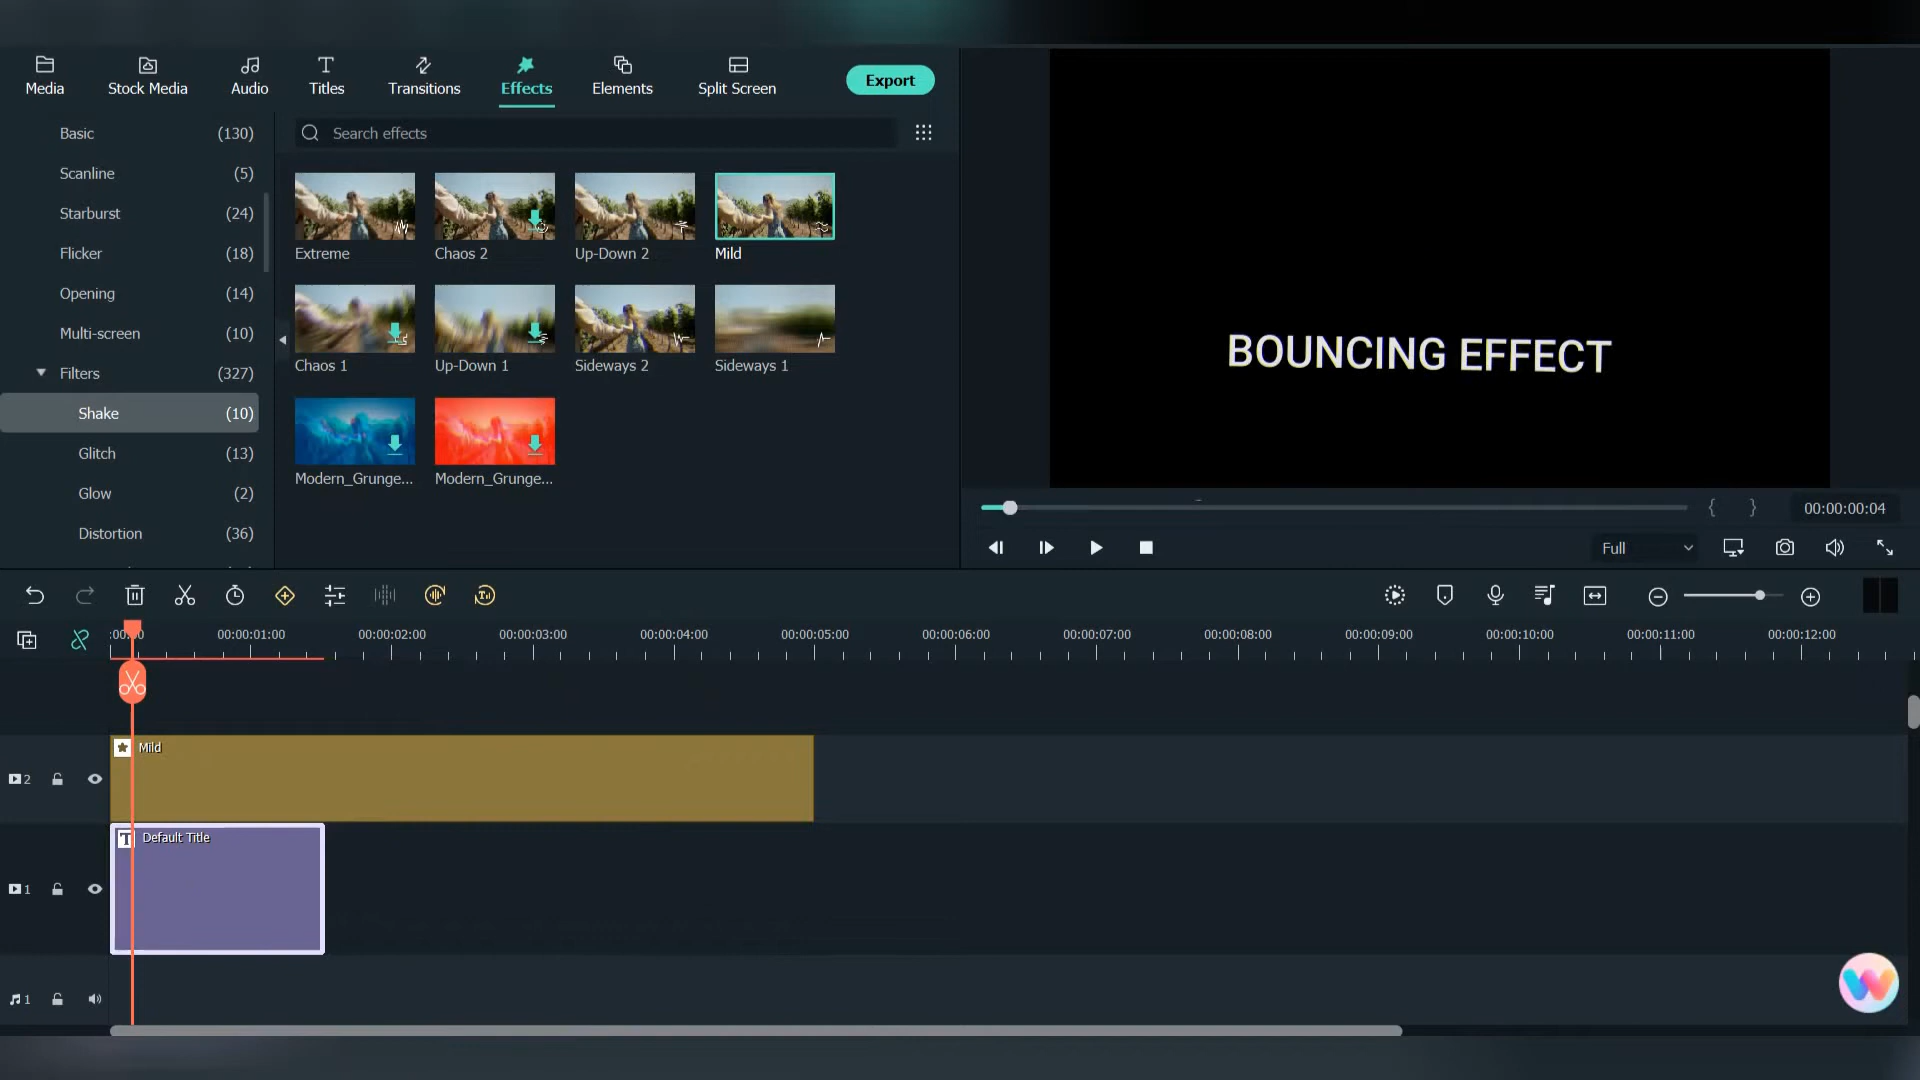 Media
Stock Media
Audio
Titles
Transitions
Effects
Elements
Split Screen
Export
Basic (130)
Scanline (5)
Starburst (24)
Flicker (18)
Opening (14)
Multi-screen (10)
Filters (327)
Shake (10)
Glitch (13)
Glow (2)
Distortion (36)
Search effects
Extreme
Chaos 2
Up-Down 2
Mild
Chaos 1
Up-Down 1
Sideways 2
Sideways 1
Modern_Grunge...
Modern_Grunge...
BOUNCING EFFECT
{ }
00:00:00:04
Full
00:00:01:00
00:00:02:00
00:00:03:00
00:00:04:00
00:00:05:00
00:00:06:00
00:00:07:00
00:00:08:00
00:00:09:00
00:00:10:00
00:00:11:00
00:00:12:00
2
Mild
1
Default Title
1